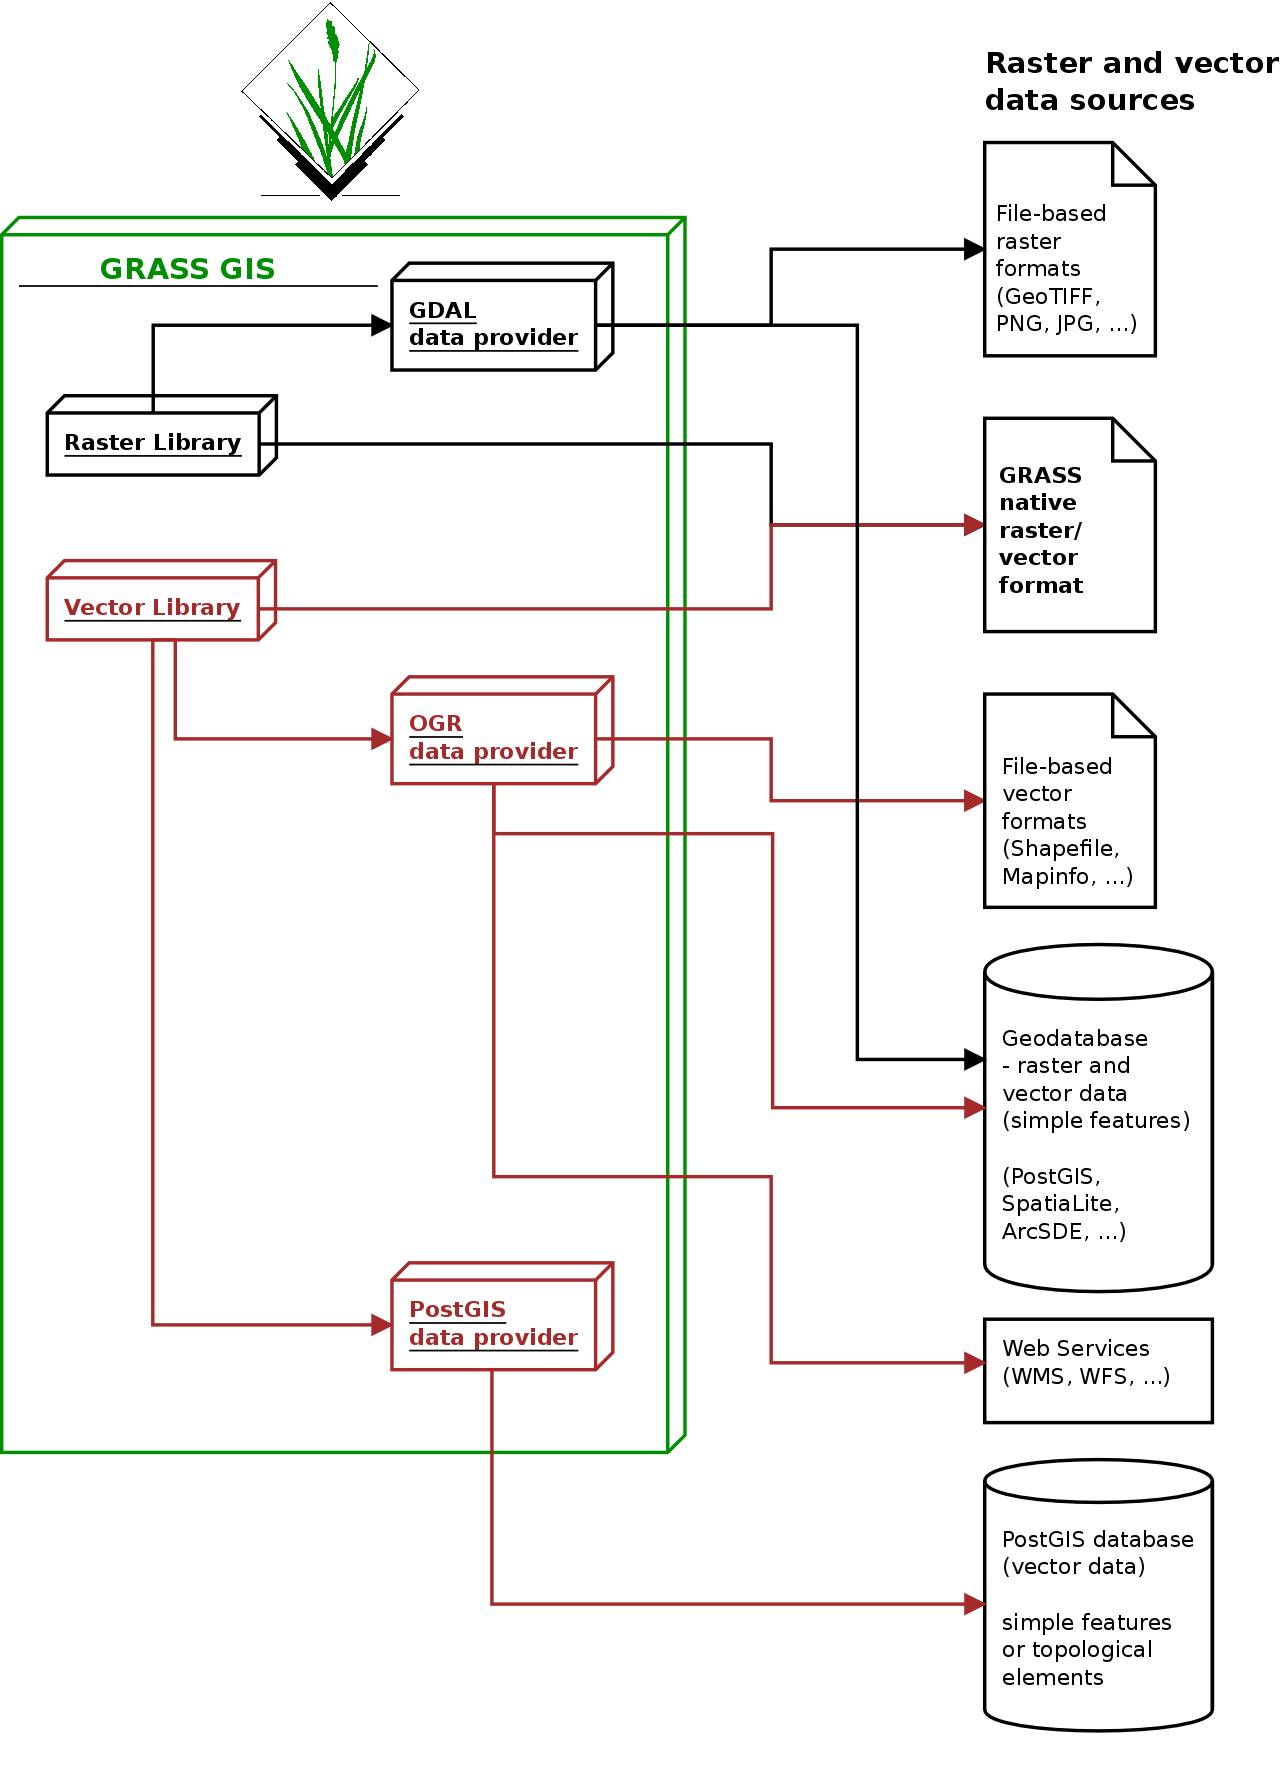 Raster and vector
data sources
File-based
raster
formats
(GeoTIFF,
PNG, JPG, ...)
GRASS GIS
GDAL
data provider
Raster Library
GRASS
native
raster/
vector
format
Vector Library
OGR
data provider
File-based
vector
formats
(Shapefile,
Mapinfo, ...)
Geodatabase
- raster and
vector data
(simple features)
(PostGIS,
SpatiaLite,
ArcSDE, ...)
PostGIS
data provider
Web Services
(WMS, WFS, ...)
PostGIS database
(vector data)
simple features
or topological
elements